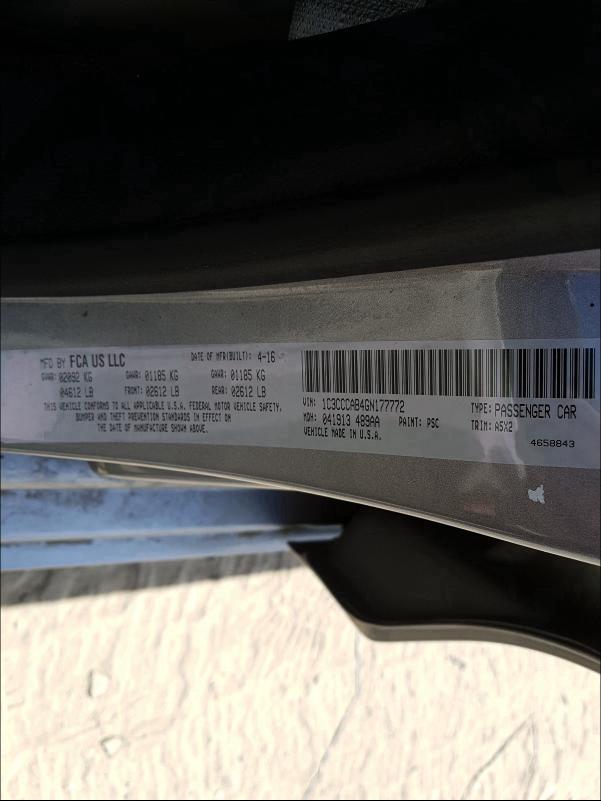 MFD BY FCA US LLC DATE OF MFR(BUILT): 4-16
GVWR: 02092 KG GAWR: 01185 KG GAWR: 01185 KG
04612 LB FRONT: 02612 LB REAR: 02612 LB
THIS VEHICLE CONFORMS TO ALL APPLICABLE U.S.A. FEDERAL MOTOR VEHICLE SAFETY,
BUMPER AND THEFT PREVENTION STANDARDS IN EFFECT ON
THE DATE OF MANUFACTURE SHOWN ABOVE.
VIN: 1C3CCCAB4GN177772 TYPE: PASSENGER CAR
MDH: 041913 489AA PAINT: PSC TRIM: A5X2
VEHICLE MADE IN U.S.A. 4658843